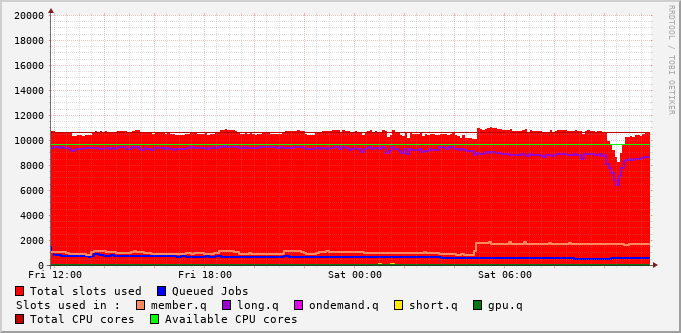 RRDTOOL / TOBI OETIKER
20000
18000
16000
14000
12000
10000
8000
6000
4000
2000
0
Fri 12:00 Fri 18:00 Sat 00:00 Sat 06:00
Total slots used Queued Jobs
Slots used in : member.q long.q ondemand.q short.q gpu.q
Total CPU cores Available CPU cores